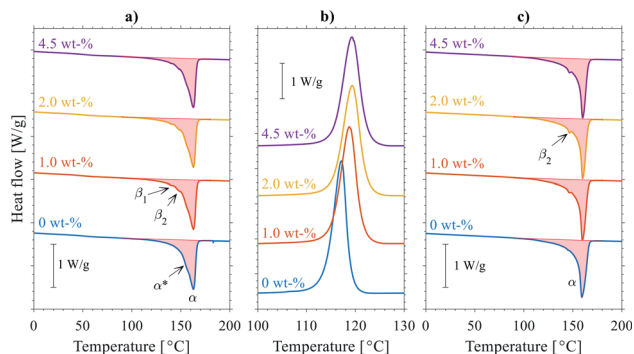 a)
b)
c)
Heat flow [W/g]
4.5 wt-%
2.0 wt-%
1.0 wt-%
β1
β2
0 wt-%
1 W/g
α*
α
0 50 100 150 200
Temperature [°C]
1 W/g
4.5 wt-%
2.0 wt-%
1.0 wt-%
0 wt-%
100 110 120 130
Temperature [°C]
4.5 wt-%
2.0 wt-%
β2
1.0 wt-%
0 wt-%
1 W/g
α
0 50 100 150 200
Temperature [°C]